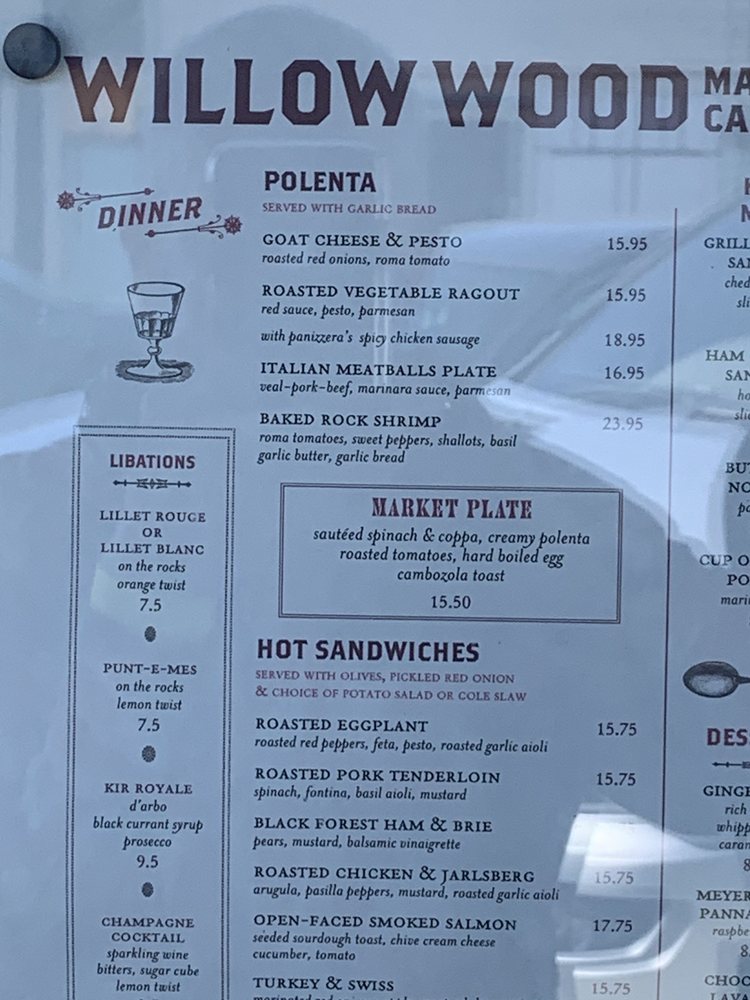 WILLOW WOOD
DINNER
LIBATIONS
LILLET ROUGE
OR
LILLET BLANC
on the rocks
orange twist
7.5
PUNT-E-MES
on the rocks
lemon twist
7.5
KIR ROYALE
d'arbo
black currant syrup
prosecco
9.5
CHAMPAGNE
COCKTAIL
sparkling wine
bitters, sugar cube
lemon twist
POLENTA
SERVED WITH GARLIC BREAD
GOAT CHEESE & PESTO 15.95
roasted red onions, roma tomato
ROASTED VEGETABLE RAGOUT 15.95
red sauce, pesto, parmesan
with panizzera's spicy chicken sausage 18.95
ITALIAN MEATBALLS PLATE 16.95
veal-pork-beef, marinara sauce, parmesan
BAKED ROCK SHRIMP 23.95
roma tomatoes, sweet peppers, shallots, basil
garlic butter, garlic bread
MARKET PLATE
sautéed spinach & coppa, creamy polenta
roasted tomatoes, hard boiled egg
cambozola toast
15.50
HOT SANDWICHES
SERVED WITH OLIVES, PICKLED RED ONION
& CHOICE OF POTATO SALAD OR COLE SLAW
ROASTED EGGPLANT 15.75
roasted red peppers, feta, pesto, roasted garlic aioli
ROASTED PORK TENDERLOIN 15.75
spinach, fontina, basil aioli, mustard
BLACK FOREST HAM & BRIE
pears, mustard, balsamic vinaigrette
ROASTED CHICKEN & JARLSBERG 15.75
arugula, pasilla peppers, mustard, roasted garlic aioli
OPEN-FACED SMOKED SALMON 17.75
seeded sourdough toast, chive cream cheese
cucumber, tomato
TURKEY & SWISS 15.75
HAM
CUP
rich